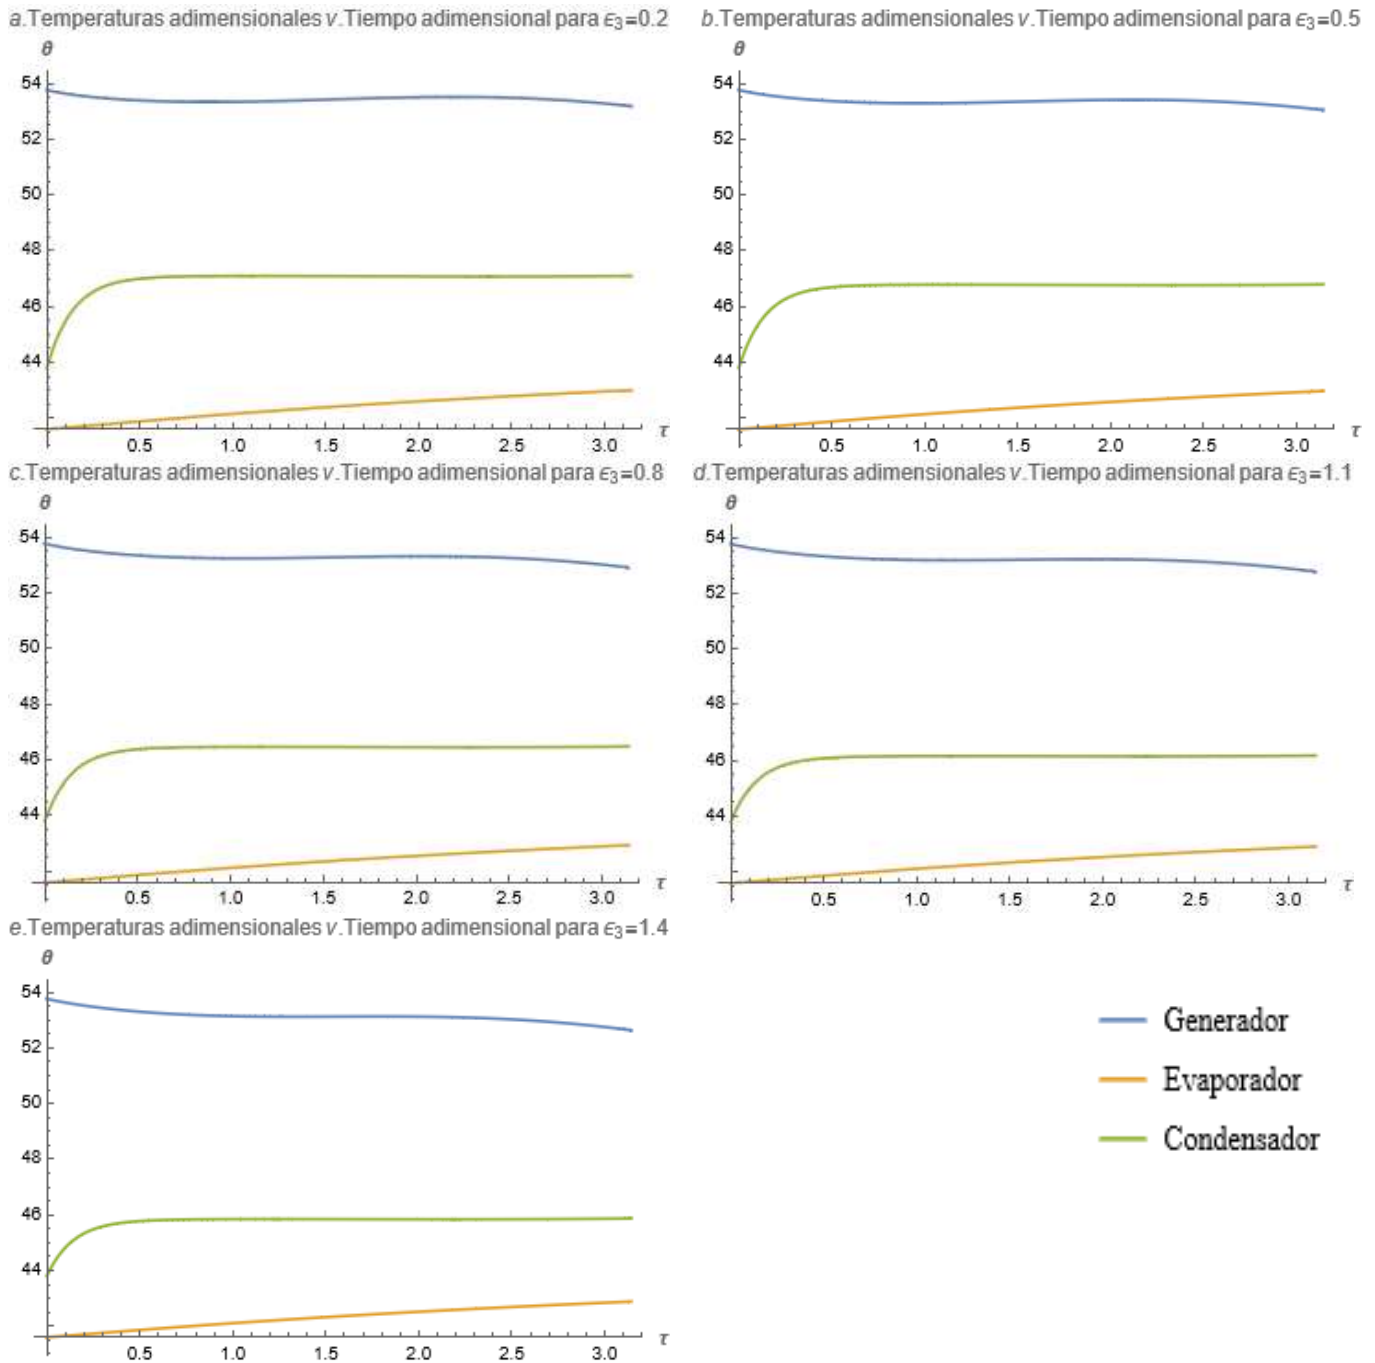 a.Temperaturas adimensionales v.Tiempo adimensional para ϵ₃=0.2
θ
54
52
50
48
46
44
0.5 1.0 1.5 2.0 2.5 3.0 τ
b.Temperaturas adimensionales v.Tiempo adimensional para ϵ₃=0.5
θ
54
52
50
48
46
44
0.5 1.0 1.5 2.0 2.5 3.0 τ
c.Temperaturas adimensionales v.Tiempo adimensional para ϵ₃=0.8
θ
54
52
50
48
46
44
0.5 1.0 1.5 2.0 2.5 3.0 τ
d.Temperaturas adimensionales v.Tiempo adimensional para ϵ₃=1.1
θ
54
52
50
48
46
44
0.5 1.0 1.5 2.0 2.5 3.0 τ
e.Temperaturas adimensionales v.Tiempo adimensional para ϵ₃=1.4
θ
54
52
50
48
46
44
0.5 1.0 1.5 2.0 2.5 3.0 τ
Generador
Evaporador
Condensador